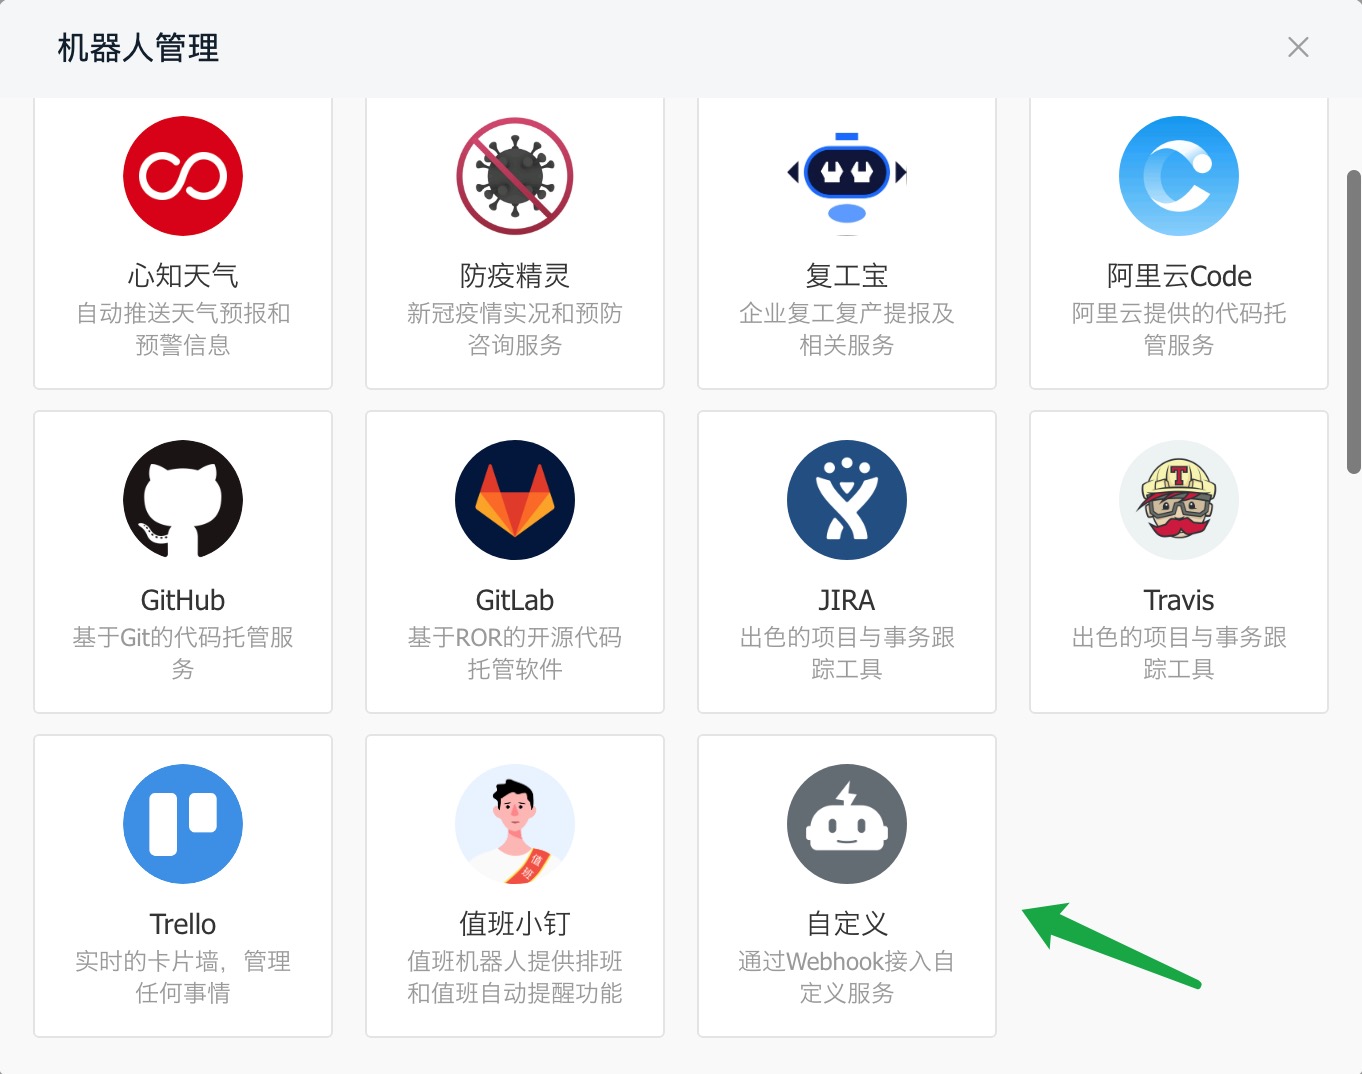 机器人管理
心知天气
自动推送天气预报和
预警信息
防疫精灵
新冠疫情实况和预防
咨询服务
复工宝
企业复工复产提报及
相关服务
阿里云Code
阿里云提供的代码托
管服务
GitHub
基于Git的代码托管服
务
GitLab
基于ROR的开源代码
托管软件
JIRA
出色的项目与事务跟
踪工具
T
Travis
出色的项目与事务跟
踪工具
Trello
实时的卡片墙，管理
任何事情
值班
值班小钉
值班机器人提供排班
和值班自动提醒功能
自定义
通过Webhook接入自
定义服务